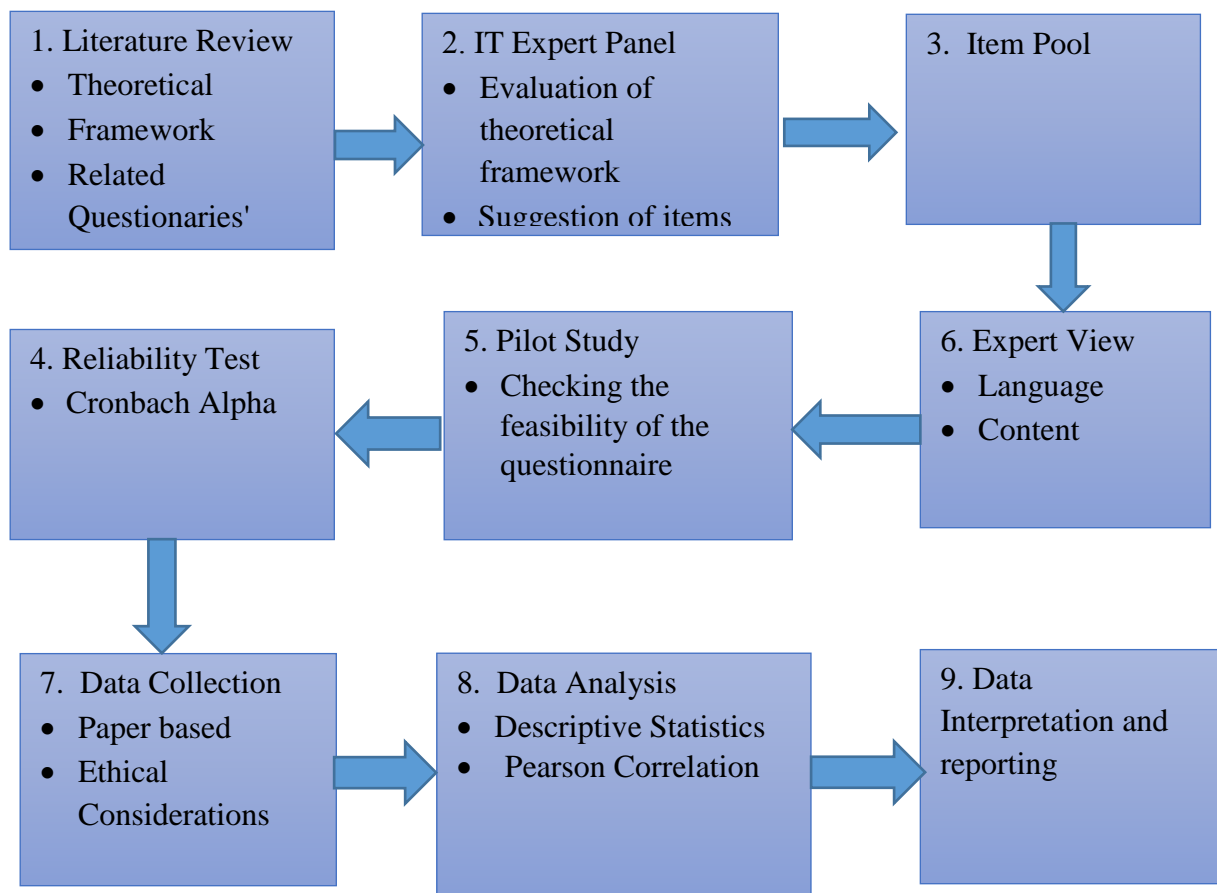 1. Literature Review
• Theoretical
• Framework
• Related
Questionaries'
2. IT Expert Panel
• Evaluation of
theoretical
framework
• Suggestion of items
3. Item Pool
4. Reliability Test
• Cronbach Alpha
5. Pilot Study
• Checking the
feasibility of the
questionnaire
6. Expert View
• Language
• Content
7. Data Collection
• Paper based
• Ethical
Considerations
8. Data Analysis
• Descriptive Statistics
• Pearson Correlation
9. Data
Interpretation and
reporting